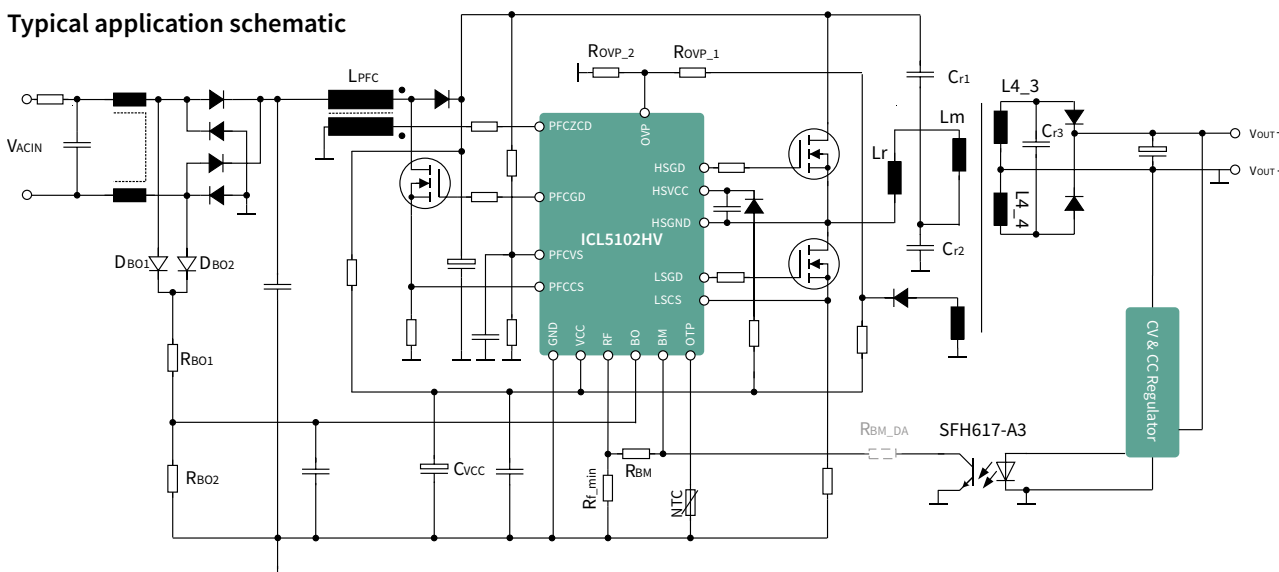 Typical application schematic
ROVP_2
ROVP_1
LPFC
Cr1
L4_3
VACIN
PFCZCD
OVP
Lm
Cr3
VOUT+
Lr
HSGD
VOUT-
HSVCC
PFCGD
L4_4
HSGND
ICL5102HV
Cr2
DBO1
DBO2
PFCVS
LSGD
PFCCS
LSCS
GND
VCC
RF
BO
BM
OTP
CV & CC Regulator
RBO1
RBM_DA
SFH617-A3
RBO2
CVCC
RBM
Rf_min
NTC